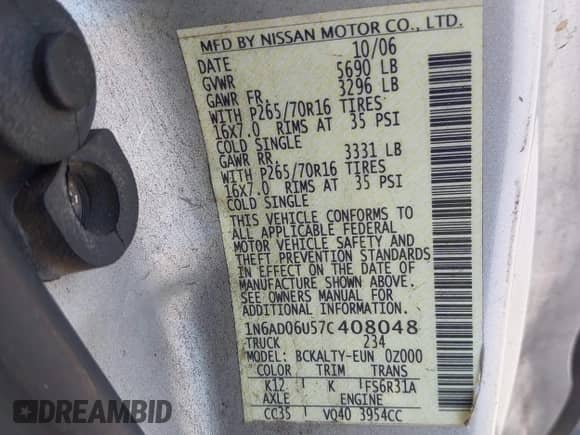 MFD BY NISSAN MOTOR CO., LTD.
DATE 10/06
GVWR 5690 LB
GAWR FR. 3296 LB
WITH P265/70R16 TIRES
16X7.0 RIMS AT 35 PSI
COLD SINGLE
GAWR RR. 3331 LB
WITH P265/70R16 TIRES
16X7.0 RIMS AT 35 PSI
COLD SINGLE
THIS VEHICLE CONFORMS TO
ALL APPLICABLE FEDERAL
MOTOR VEHICLE SAFETY AND
THEFT PREVENTION STANDARDS
IN EFFECT ON THE DATE OF
MANUFACTURE SHOWN ABOVE.
SEE OWNERS MANUAL FOR
ADDITIONAL INFORMATION.
1N6AD06U57C408048
TRUCK 234
MODEL: BCKALTY-EUN 0Z000
COLOR TRIM TRANS
K12 K FS6R31A
AXLE ENGINE
CC35 VQ40 3954CC
DREAMBID